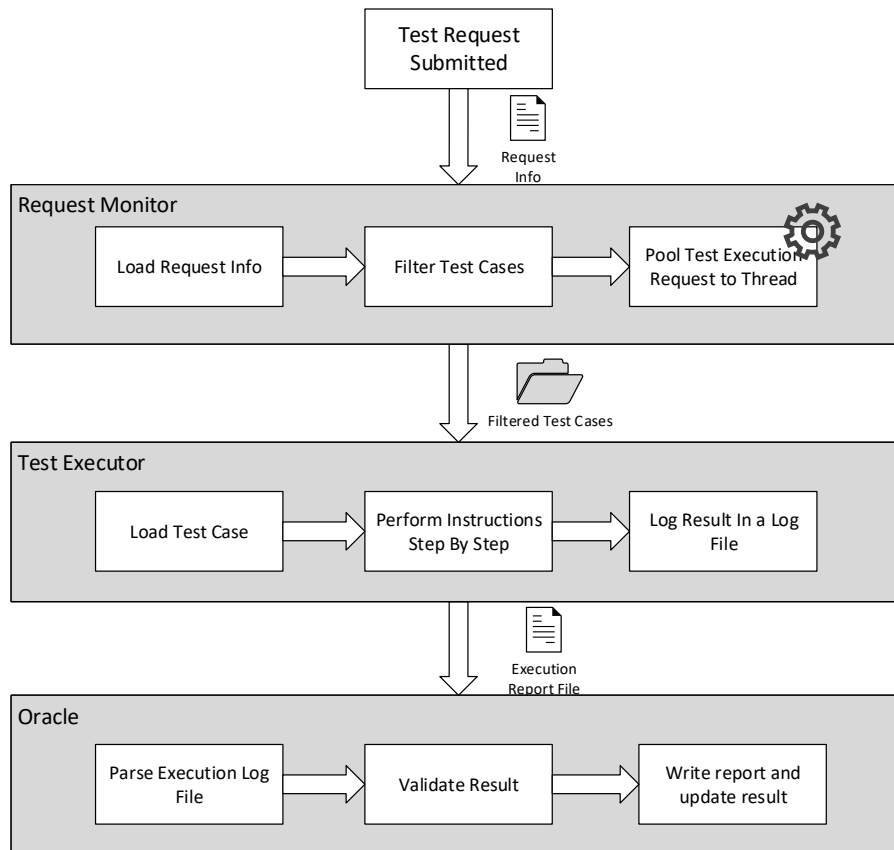 Test Request
Submitted
Request
Info
Request Monitor
Load Request Info
Filter Test Cases
Pool Test Execution
Request to Thread
Filtered Test Cases
Test Executor
Load Test Case
Perform Instructions
Step By Step
Log Result In a Log
File
Execution
Report File
Oracle
Parse Execution Log
File
Validate Result
Write report and
update result